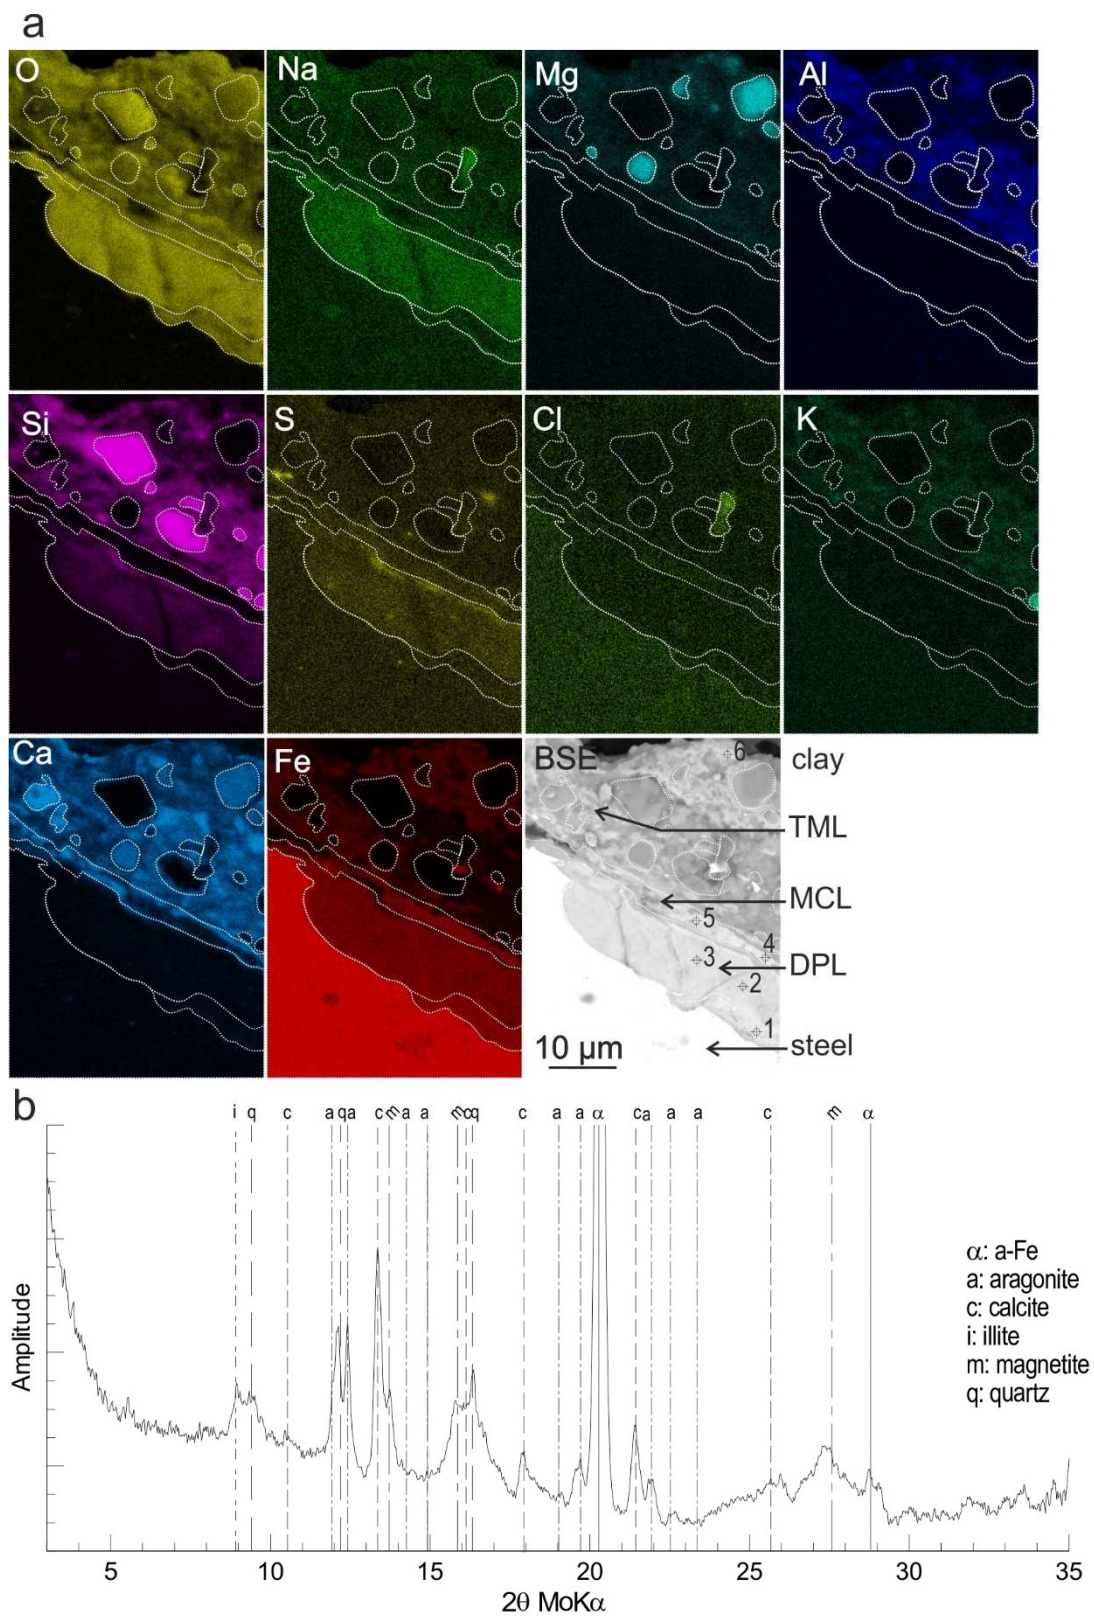 a
O Na Mg Al
Si S Cl K
Ca Fe BSE 6 clay
TML
MCL
5
4
3 DPL
2
1
steel
10 µm
b
i q c a q a c m a a m α q c a a α c a a a c m α
α: a-Fe
a: aragonite
c: calcite
i: illite
m: magnetite
q: quartz
Amplitude
5 10 15 20 25 30 35
2θ MoKα